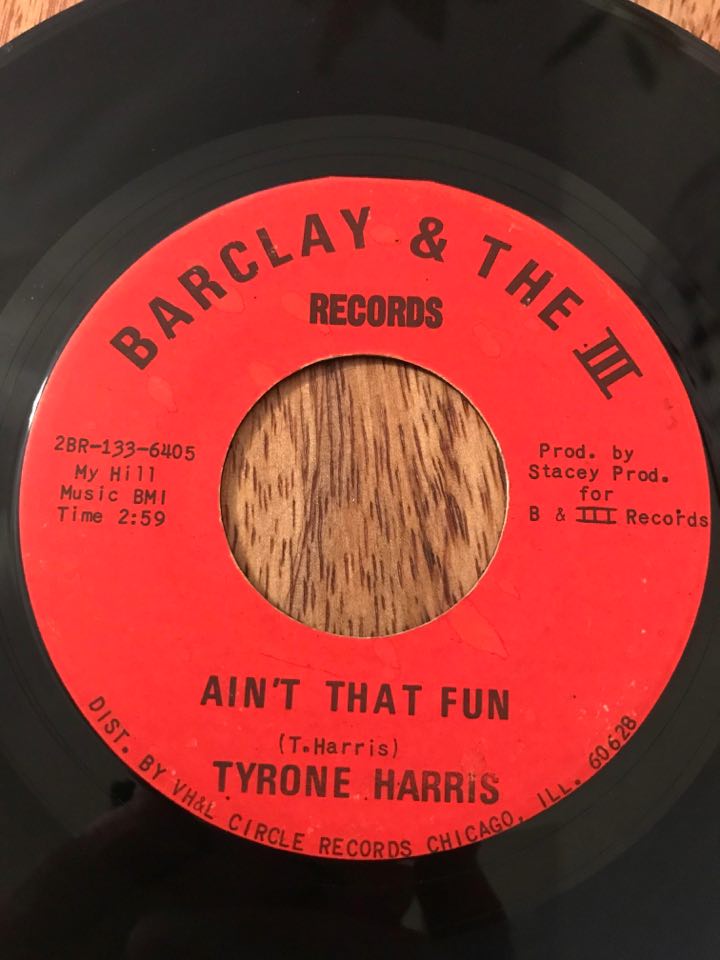 BARCLAY & THE III
RECORDS
2BR-133-6405
My Hill
Music BMI
Time 2:59
Prod. by
Stacey Prod.
for
B & III Records
AIN'T THAT FUN
(T.Harris)
TYRONE HARRIS
DIST. BY VH&L CIRCLE RECORDS CHICAGO, ILL. 60628